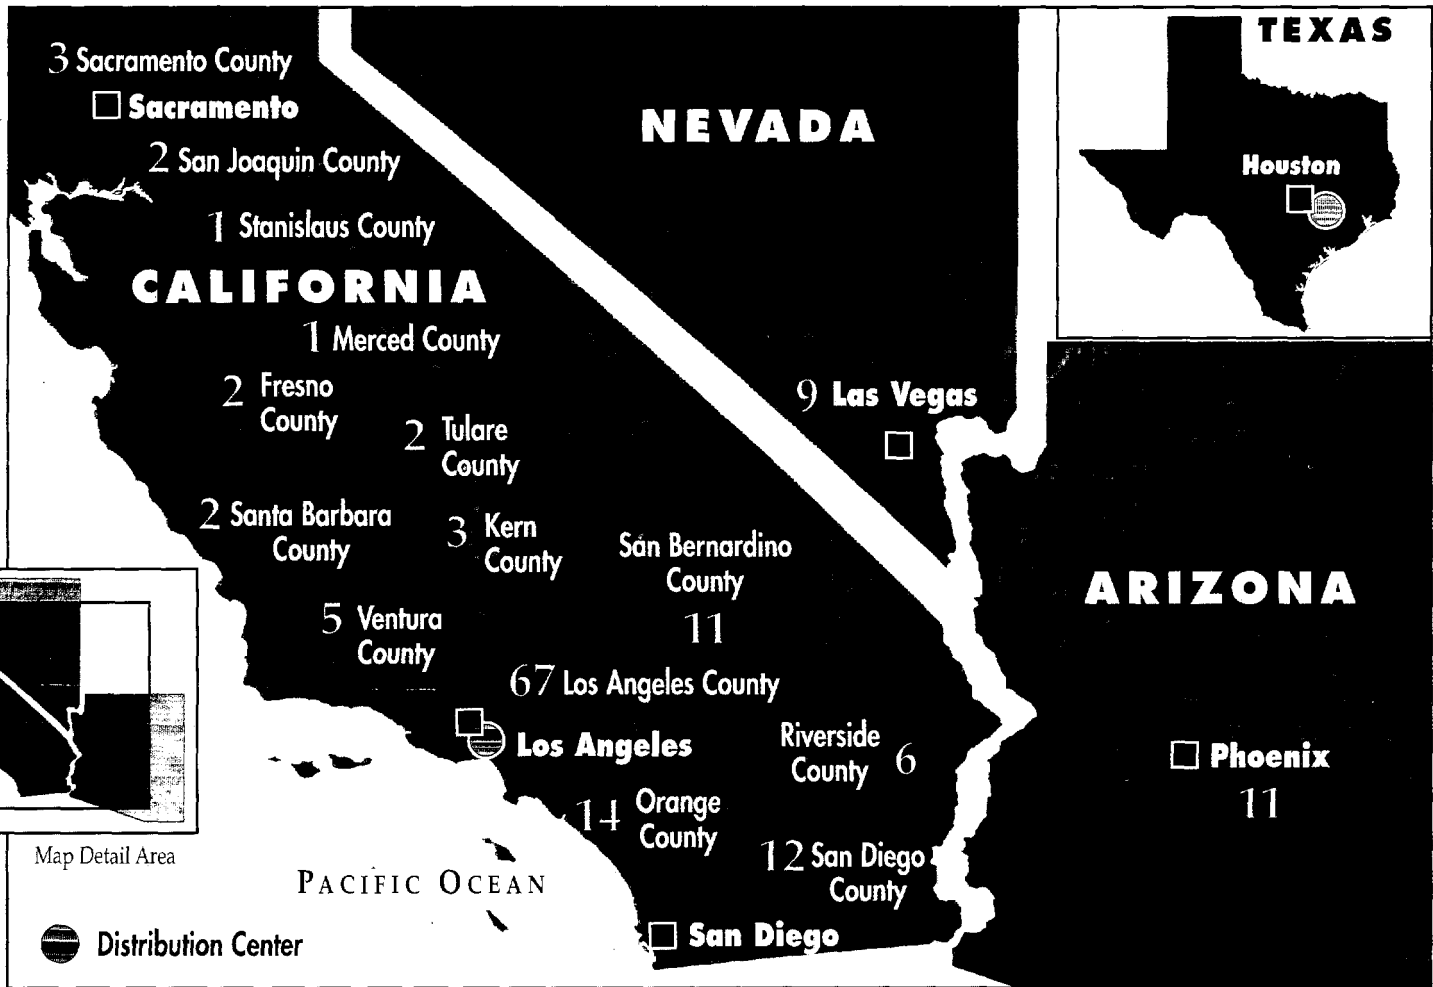 TEXAS
Houston
3 Sacramento County
Sacramento
2 San Joaquin County
1 Stanislaus County
CALIFORNIA
NEVADA
1 Merced County
2 Fresno
County
2 Tulare
County
9 Las Vegas
2 Santa Barbara
County
3 Kern
County
San Bernardino
County
11
ARIZONA
5 Ventura
County
67 Los Angeles County
Los Angeles
Riverside
County 6
Phoenix
11
14 Orange
County
12 San Diego
County
San Diego
Map Detail Area
PACIFIC OCEAN
Distribution Center